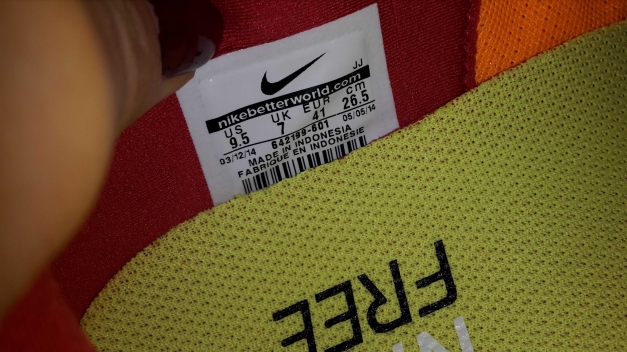 JJ
nikebetterworld.com
US UK EUR cm
9.5 7 41 26.5
03/12/14 642199-601 05/05/14
MADE IN INDONESIA
FABRIQUE EN INDONESIE
FREE